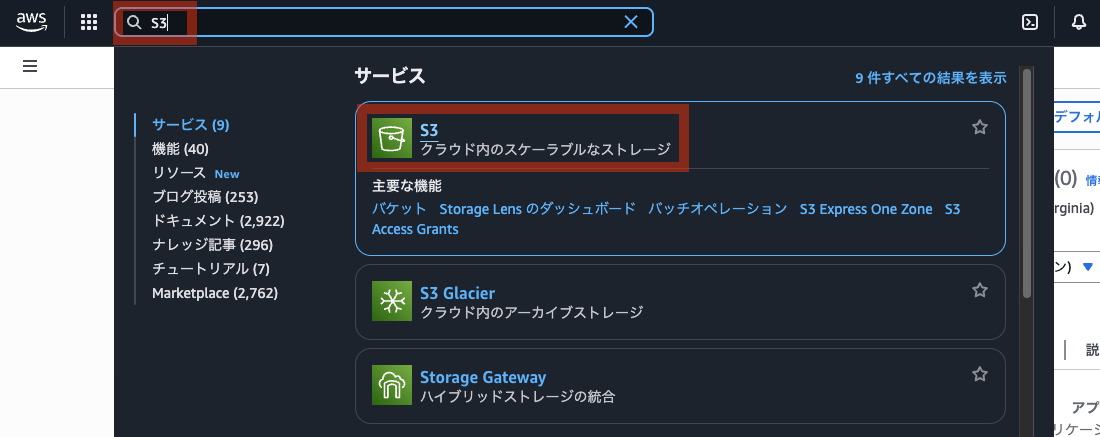 aws
S3
サービス
9 件すべての結果を表示
サービス (9)
機能 (40)
リソース New
ブログ投稿 (253)
ドキュメント (2,922)
ナレッジ記事 (296)
チュートリアル (7)
Marketplace (2,762)
S3
クラウド内のスケーラブルなストレージ
主要な機能
バケット Storage Lens のダッシュボード バッチオペレーション S3 Express One Zone S3
Access Grants
S3 Glacier
クラウド内のアーカイブストレージ
Storage Gateway
ハイブリッドストレージの統合
デフォル
(0) 情報
rginia)
ン)
説
アプ
リケーシ